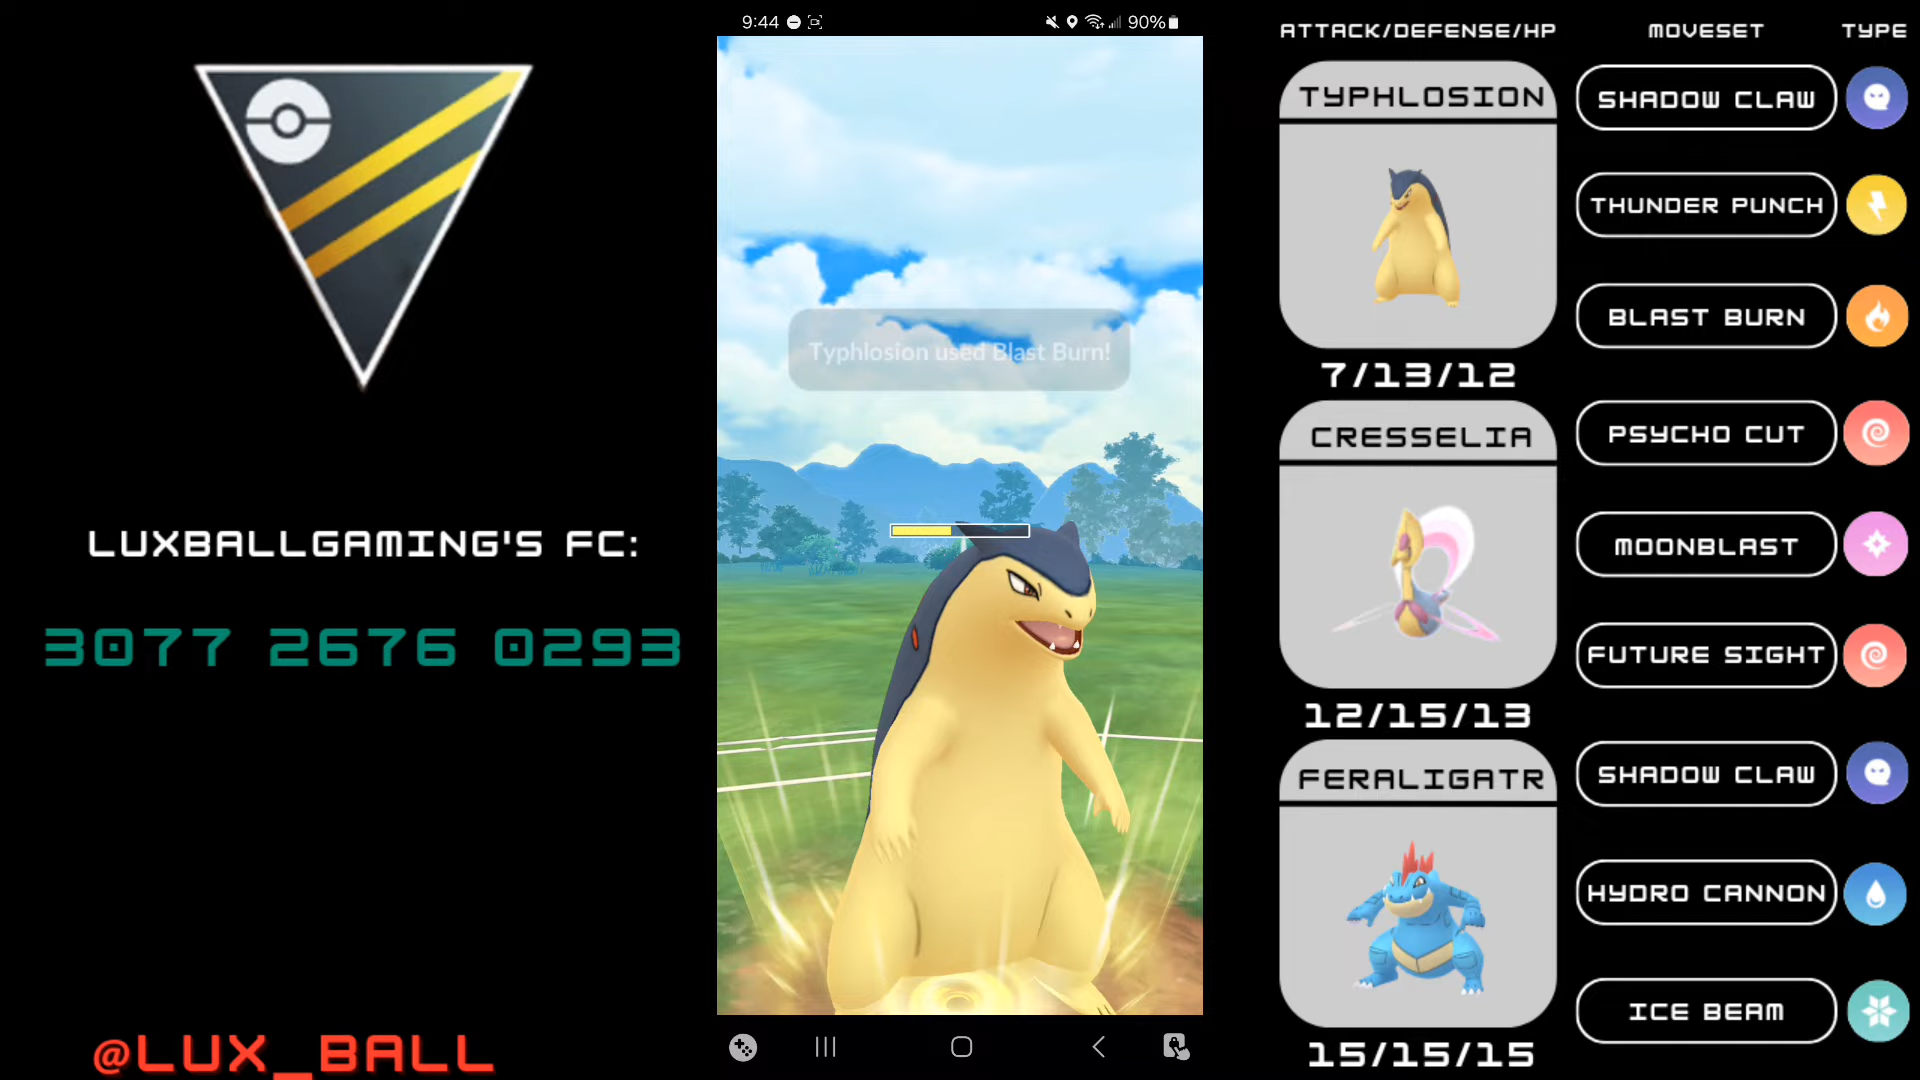 9:44
90%
Typhlosion used Blast Burn!
LUXBALLGAMING'S FC:
3077 2676 0293
@LUX_BALL
ATTACK/DEFENSE/HP MOVESET TYPE
TYPHLOSION
7/13/12
SHADOW CLAW
THUNDER PUNCH
BLAST BURN
CRESSELIA
12/15/13
PSYCHO CUT
MOONBLAST
FUTURE SIGHT
FERALIGATR
15/15/15
SHADOW CLAW
HYDRO CANNON
ICE BEAM